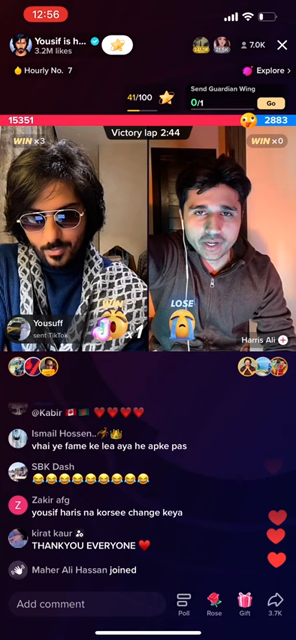 12:56
Yousif is h...
3.2M likes
7.0K
Hourly No. 7
Explore >
41/100
Send Guardian Wing
0/1
Go
15351
2883
WIN x3
Victory lap 2:44
WIN x0
WIN
x 1
LOSE
Yousuff
sent TikTok
Harris Ali
@Kabir
Ismail Hossen..
vhai ye fame ke lea aya he apke pas
SBK Dash
Z
Zakir afg
yousif haris na korsee change keya
kirat kaur
THANKYOU EVERYONE
Maher Ali Hassan joined
Add comment
Poll
Rose
Gift
3.7K